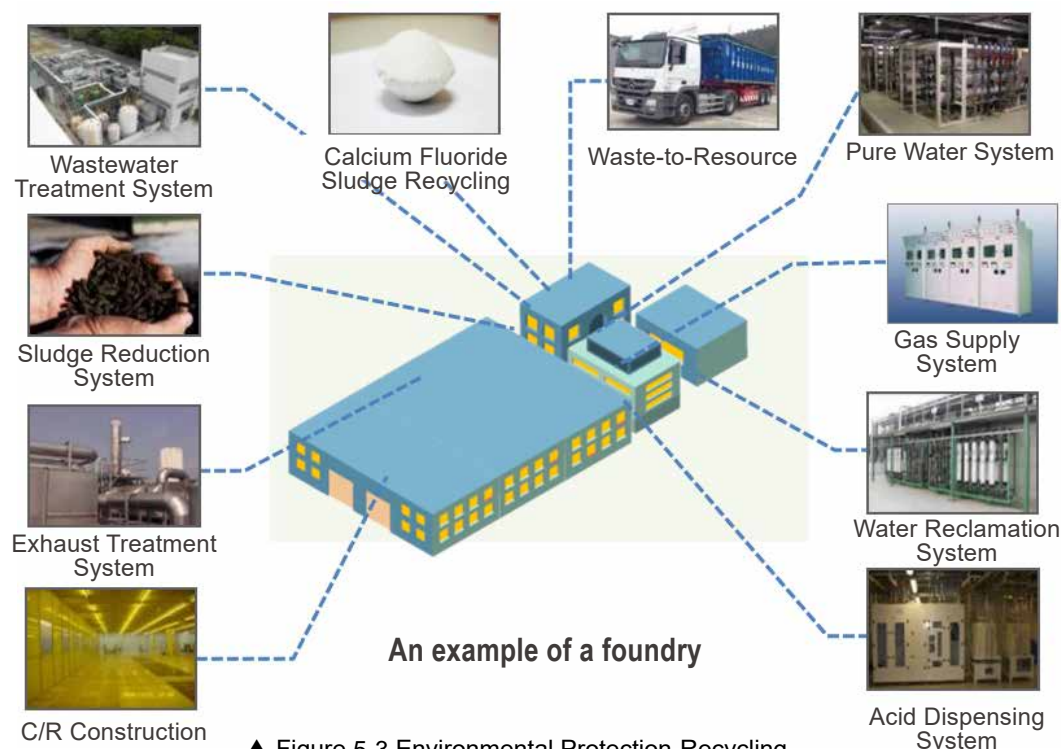 Wastewater
Treatment System
Calcium Fluoride
Sludge Recycling
Waste-to-Resource
Pure Water System
Sludge Reduction
System
Gas Supply
System
Exhaust Treatment
System
Water Reclamation
System
C/R Construction
An example of a foundry
Acid Dispensing
System
▲ Figure 5-3 Environmental Protection-Recycling